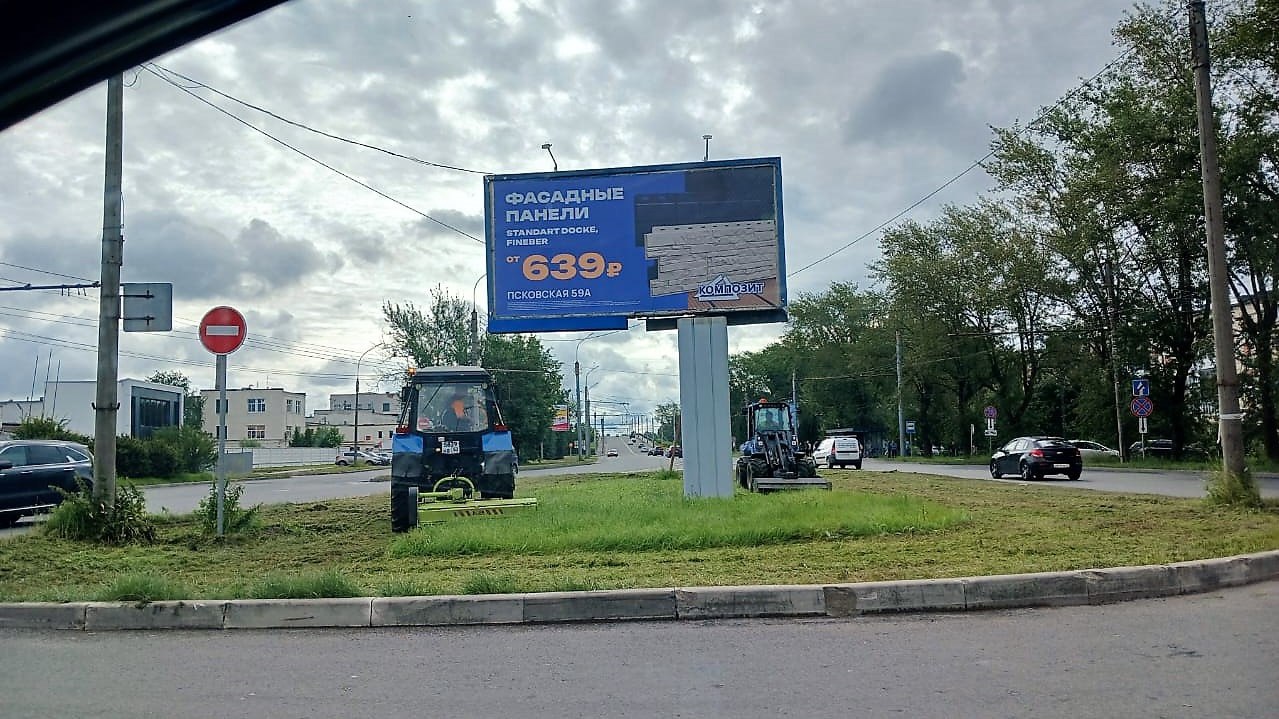 ФАСАДНЫЕ
ПАНЕЛИ
STANDART DOCKE,
FINEBER
ОТ 639₽
ПСКОВСКАЯ 59А
КОМПОЗИТ